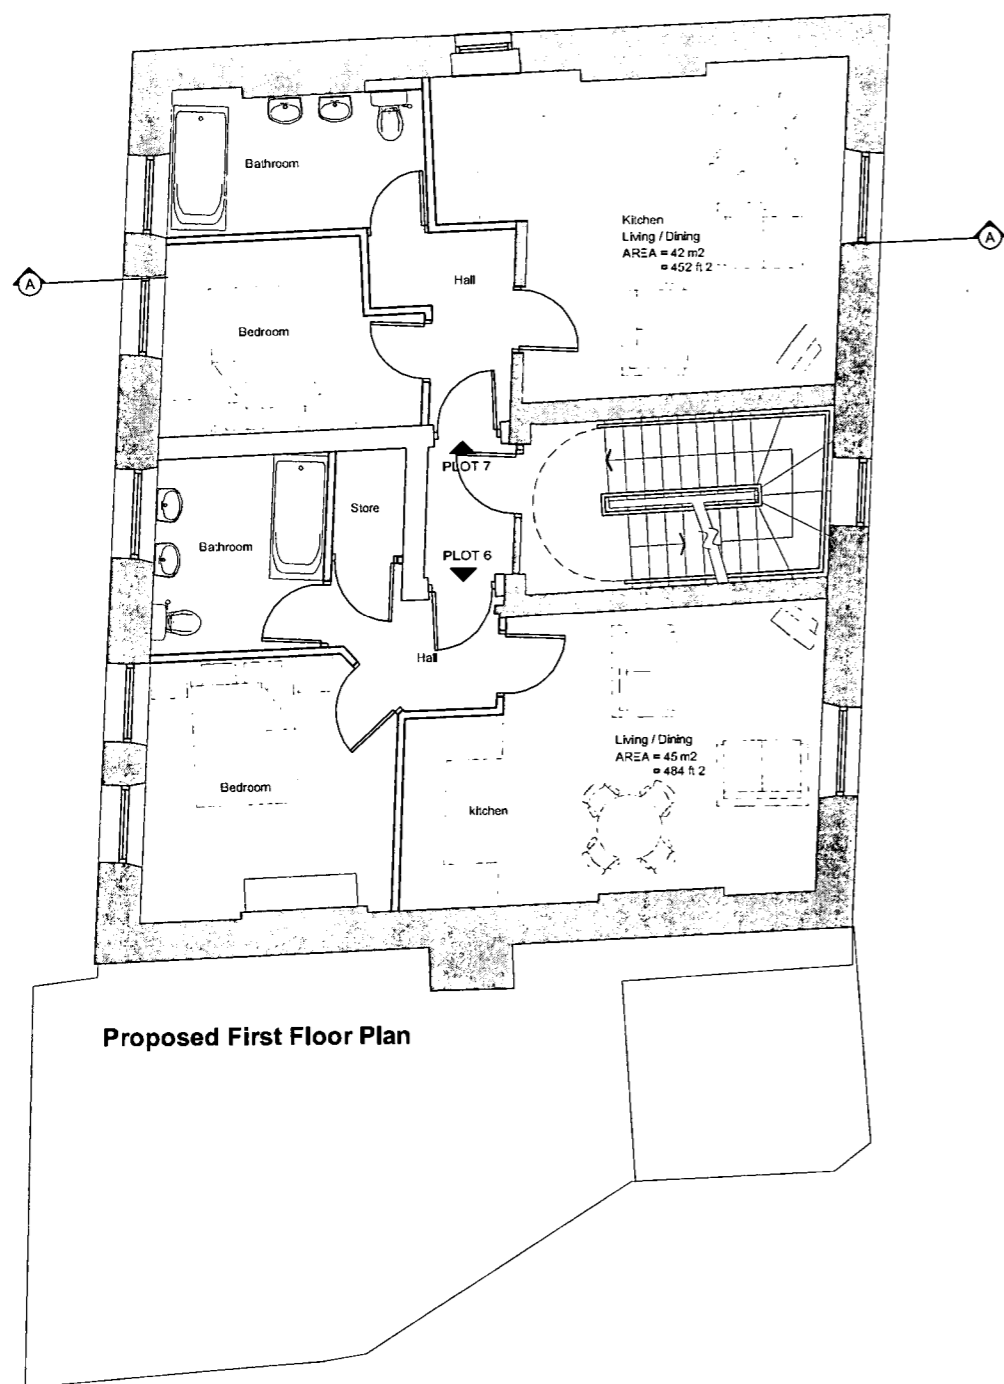 Bathroom
Kitchen
Living / Dining
AREA = 42 m2
= 452 ft 2
A
A
Hall
Bedroom
PLOT 7
Store
Bathroom
PLOT 6
Hall
Living / Dining
AREA = 45 m2
= 484 ft 2
Bedroom
kitchen
Proposed First Floor Plan